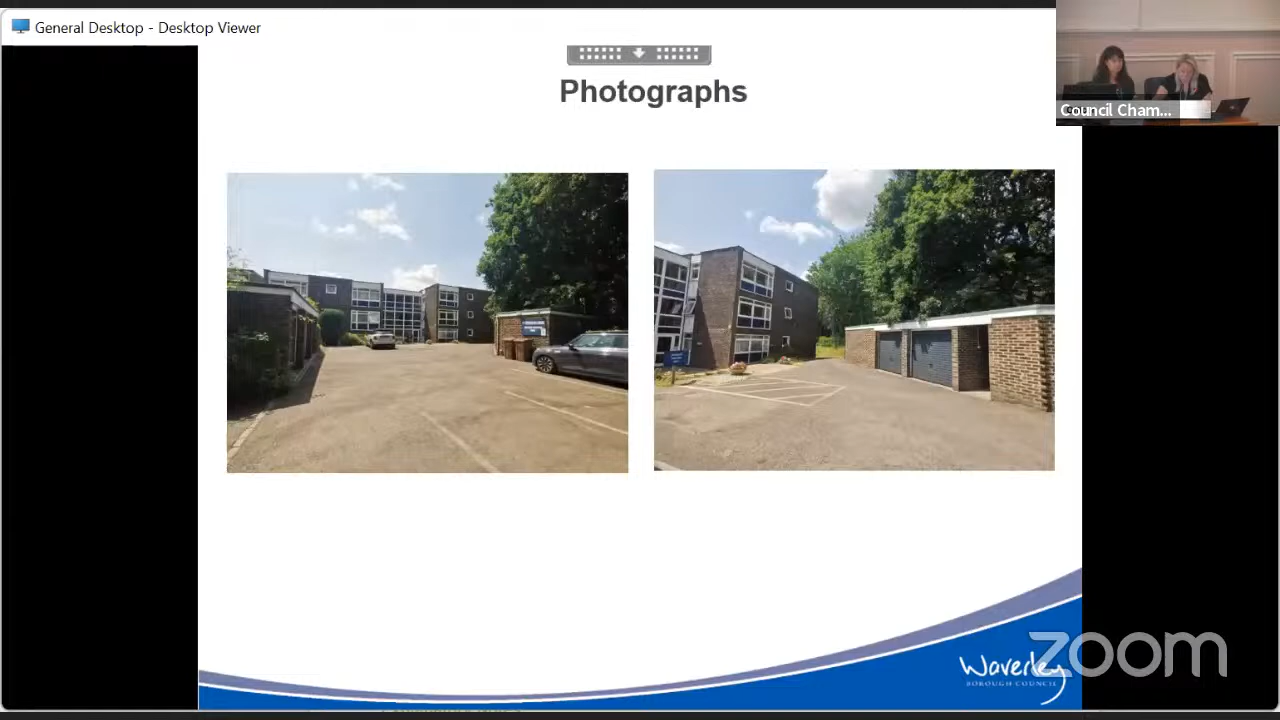 General Desktop - Desktop Viewer
Photographs
Council Cham...
zoom
Waverley
BOROUGH COUNCIL